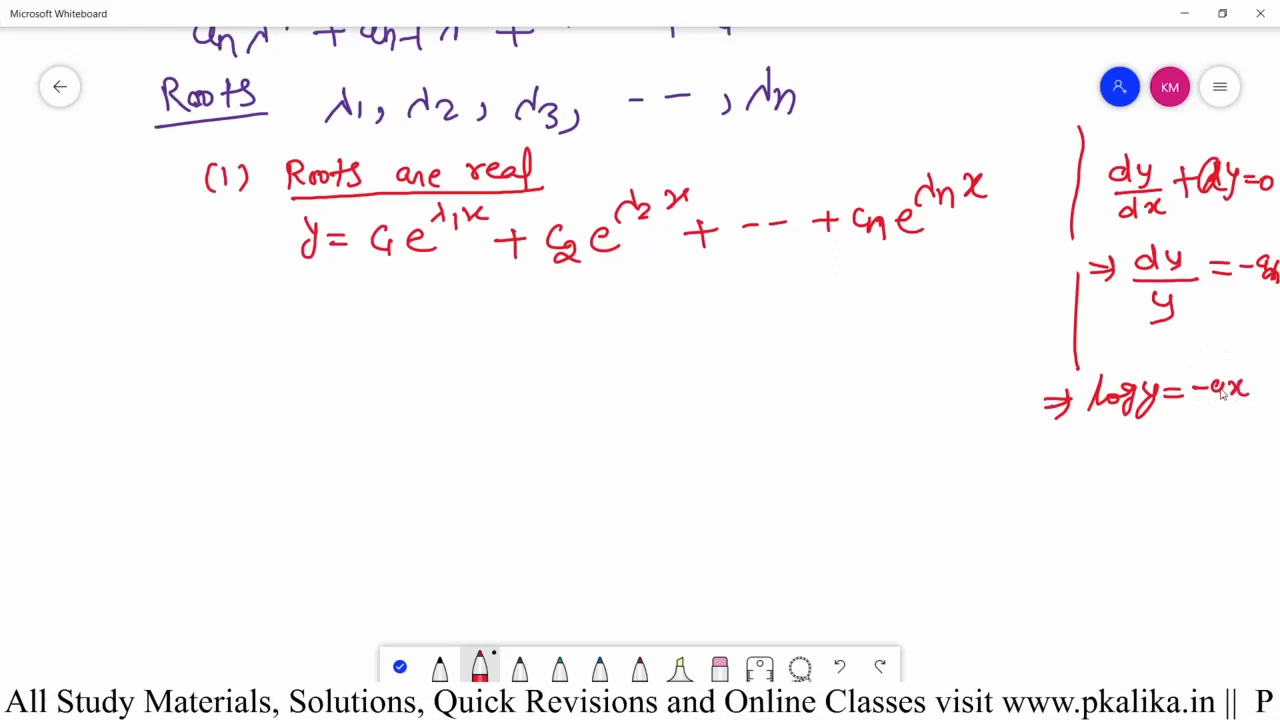 Microsoft Whiteboard
KM
Roots λ1, λ2, λ3, - - , λn
(1) Roots are real
y = c1 e^λ1x + c2 e^λ2x + - - + cn e^λnx
dy/dx + ay = 0
⇒ dy/y =
⇒ log y = -ax
All Study Materials, Solutions, Quick Revisions and Online Classes visit www.pkalika.in || P